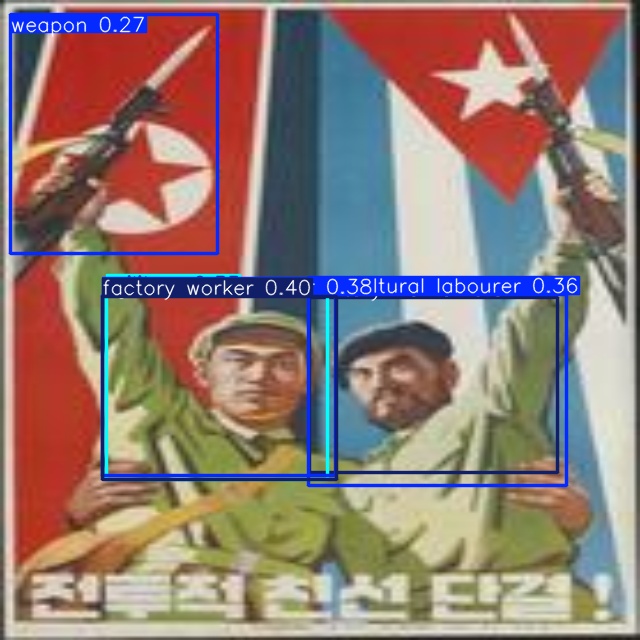 weapon 0.27
factory worker 0.40
0.38
ltural labourer 0.36
전투적 친선 단결!